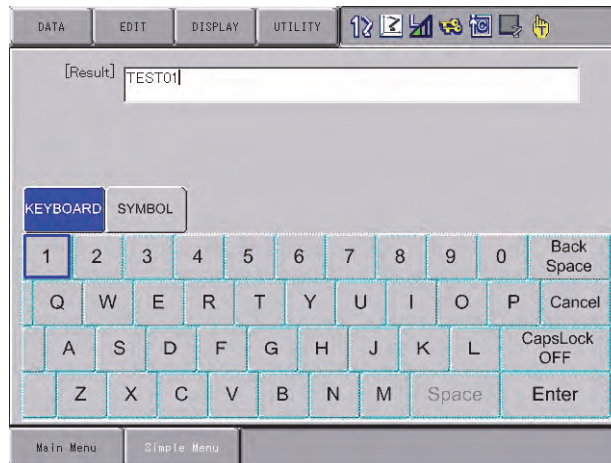 DATA EDIT DISPLAY UTILITY
[Result] TEST01
KEYBOARD SYMBOL
1 2 3 4 5 6 7 8 9 0 Back Space
Q W E R T Y U I O P Cancel
A S D F G H J K L CapsLock OFF
Z X C V B N M Space Enter
Main Menu Simple Menu